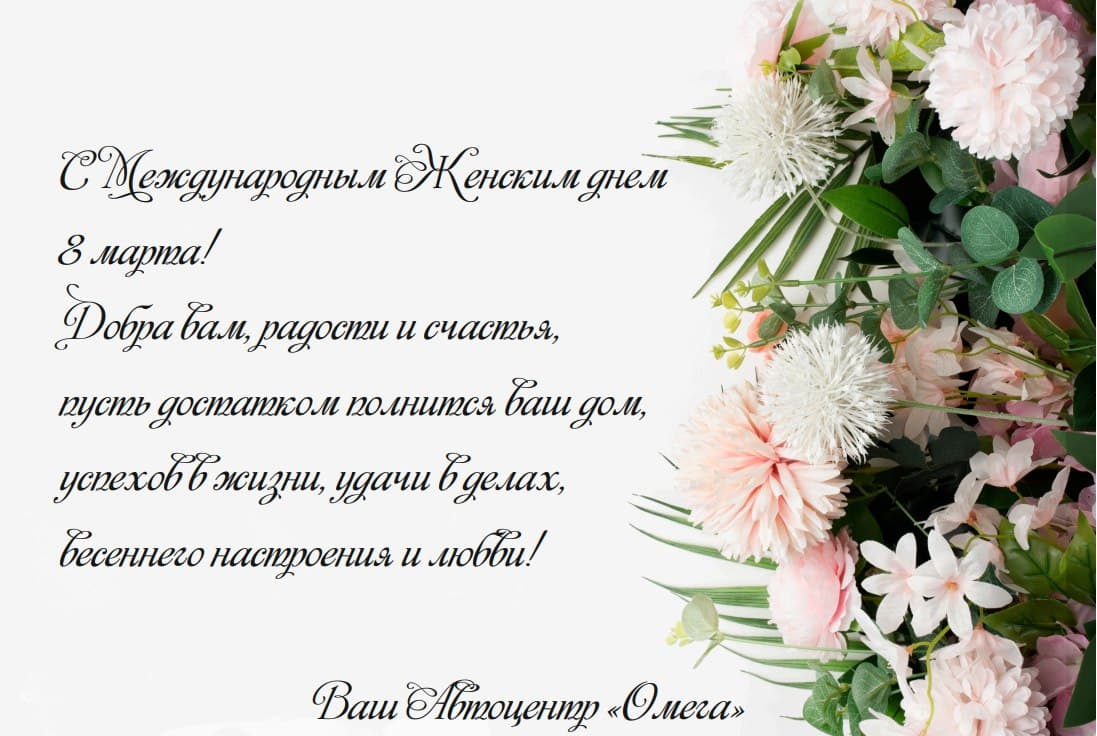 С Международным Женским днем
8 марта!
Добра вам, радости и счастья,
пусть достатком полнится ваш дом,
успехов в жизни, удачи в делах,
весеннего настроения и любви!
Ваш Автоцентр «Омега»